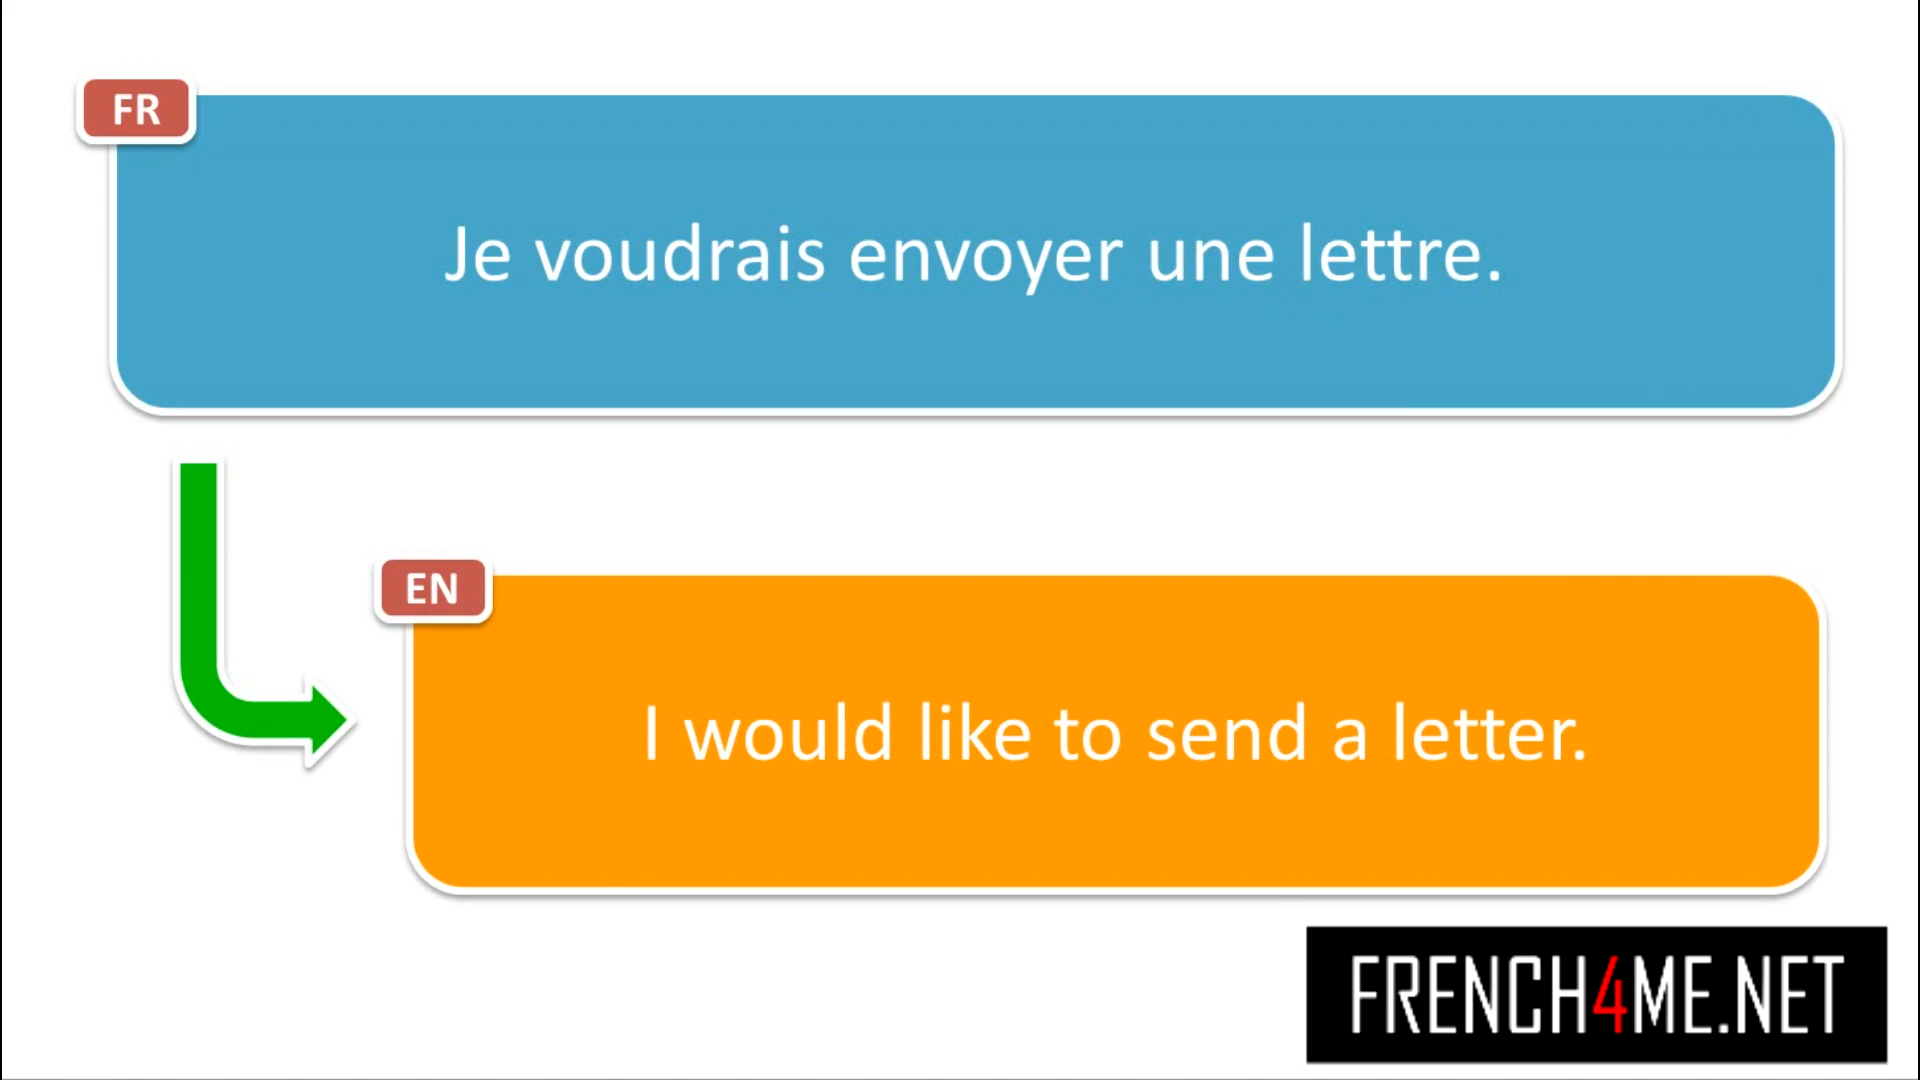 FR
Je voudrais envoyer une lettre.
EN
I would like to send a letter.
FRENCH4ME.NET